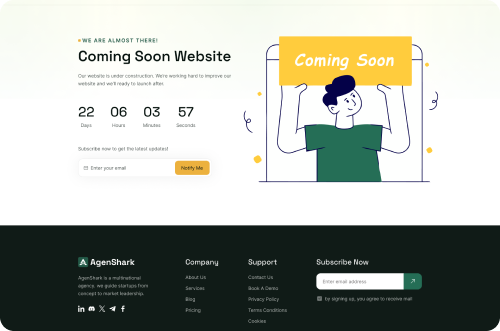 WE ARE ALMOST THERE!
Coming Soon Website
Our website is under construction. We're working hard to improve our
website and we'll ready to launch after.
22 06 03 57
Days Hours Minutes Seconds
Subscribe now to get the latest updates!
Enter your email
Notify Me
Coming Soon
AgenShark
AgenShark is a multinational
agency. we guide startups from
concept to market leadership.
Company
About Us
Services
Blog
Pricing
Support
Contact Us
Book A Demo
Privacy Policy
Terms Conditions
Cookies
Subscribe Now
Enter email address
by signing up, you agree to receive mail